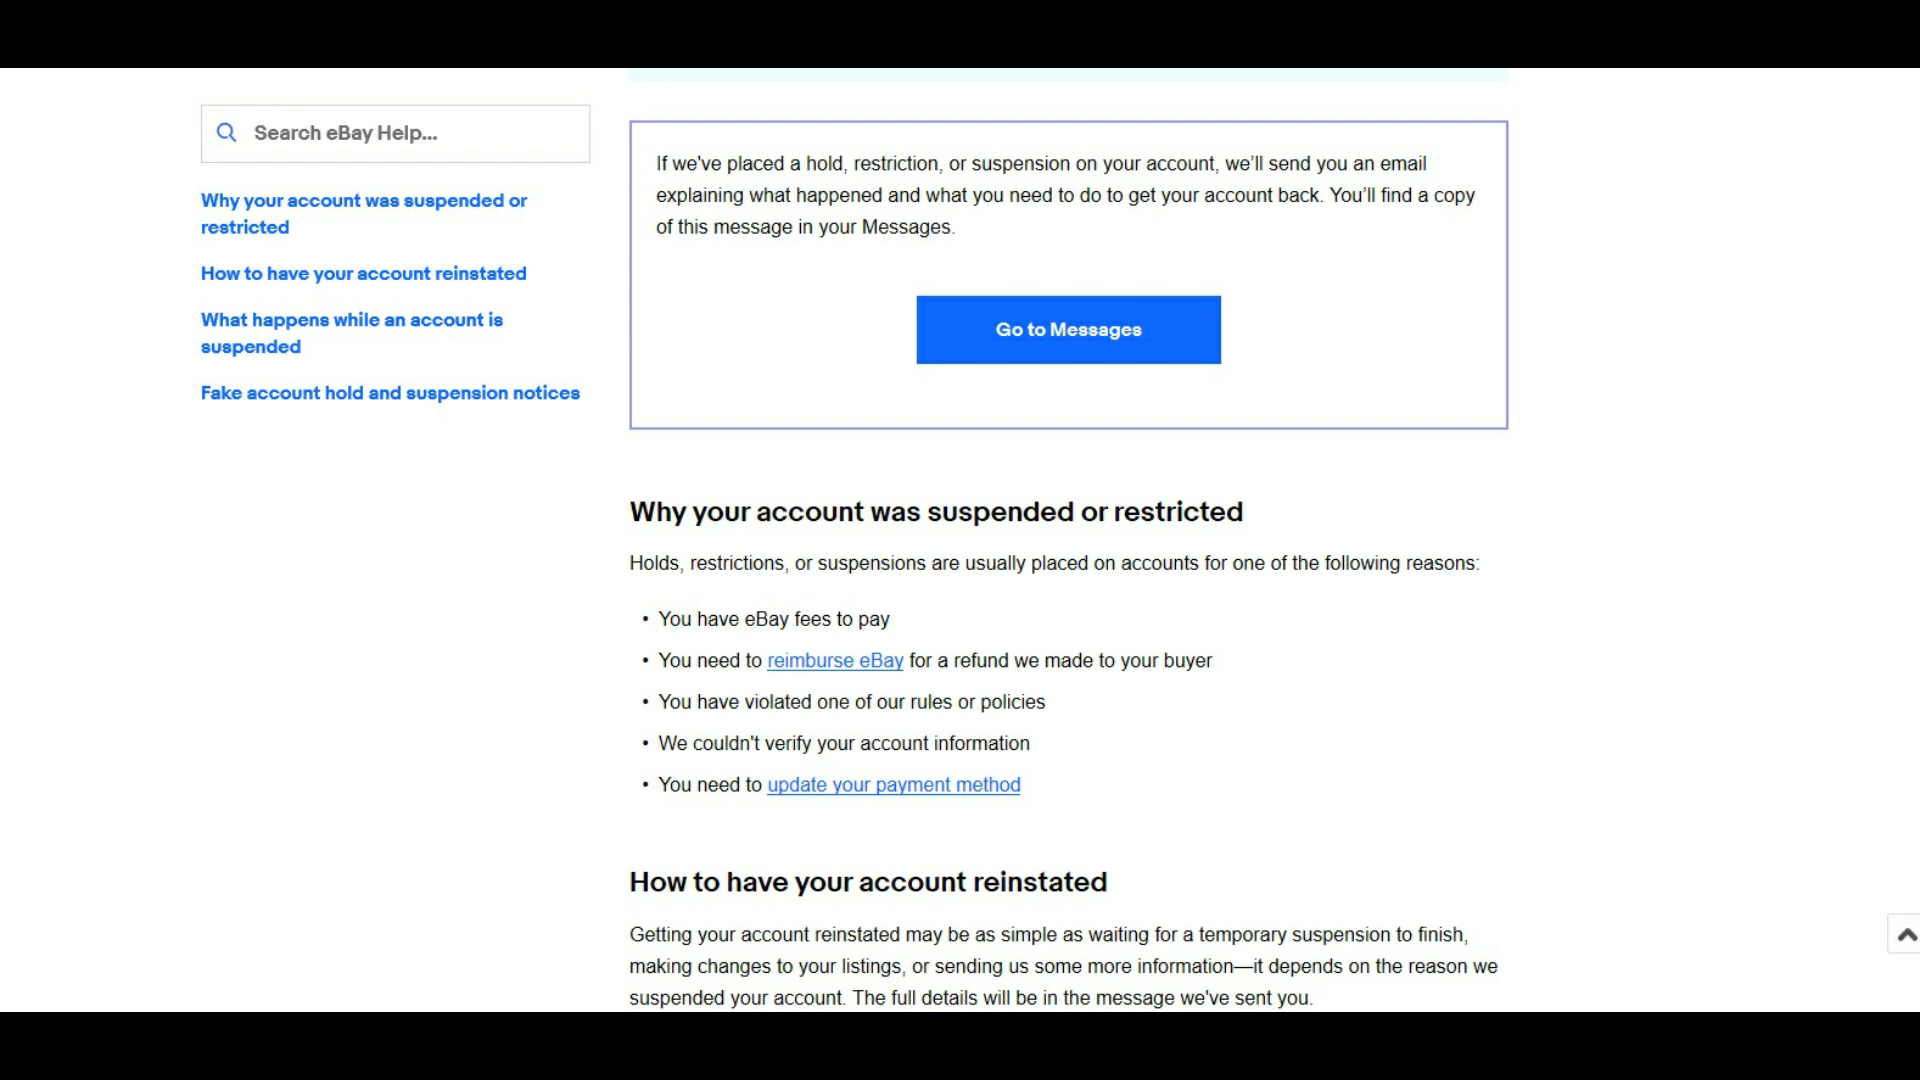 Search eBay Help...
Why your account was suspended or
restricted
How to have your account reinstated
What happens while an account is
suspended
Fake account hold and suspension notices
If we've placed a hold, restriction, or suspension on your account, we’ll send you an email
explaining what happened and what you need to do to get your account back. You’ll find a copy
of this message in your Messages.
Go to Messages
Why your account was suspended or restricted
Holds, restrictions, or suspensions are usually placed on accounts for one of the following reasons:
• You have eBay fees to pay
• You need to reimburse eBay for a refund we made to your buyer
• You have violated one of our rules or policies
• We couldn't verify your account information
• You need to update your payment method
How to have your account reinstated
Getting your account reinstated may be as simple as waiting for a temporary suspension to finish,
making changes to your listings, or sending us some more information—it depends on the reason we
suspended your account. The full details will be in the message we've sent you.